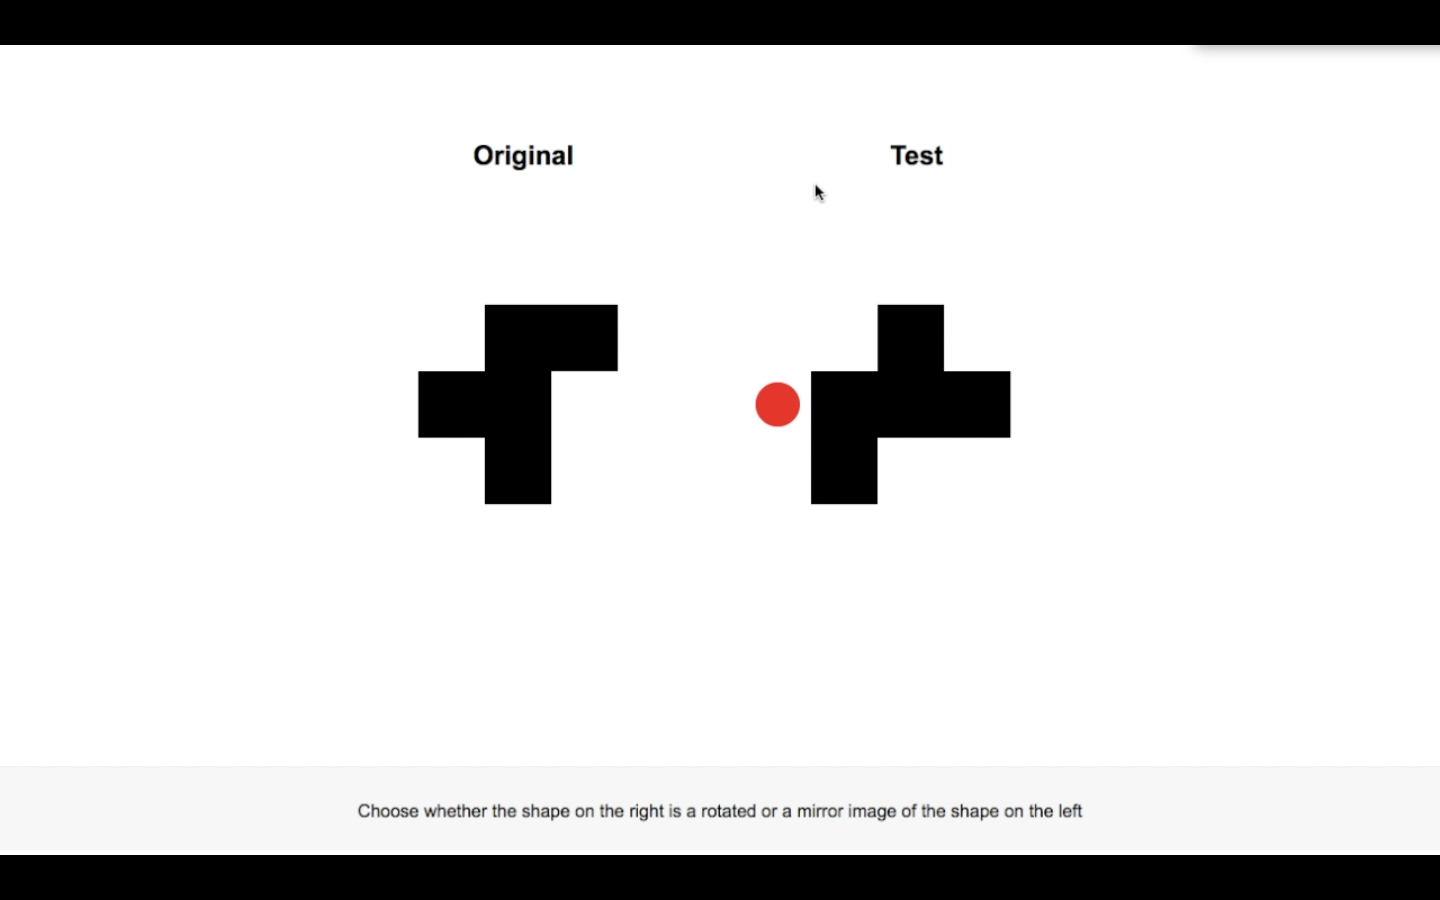 Original
Test
Choose whether the shape on the right is a rotated or a mirror image of the shape on the left